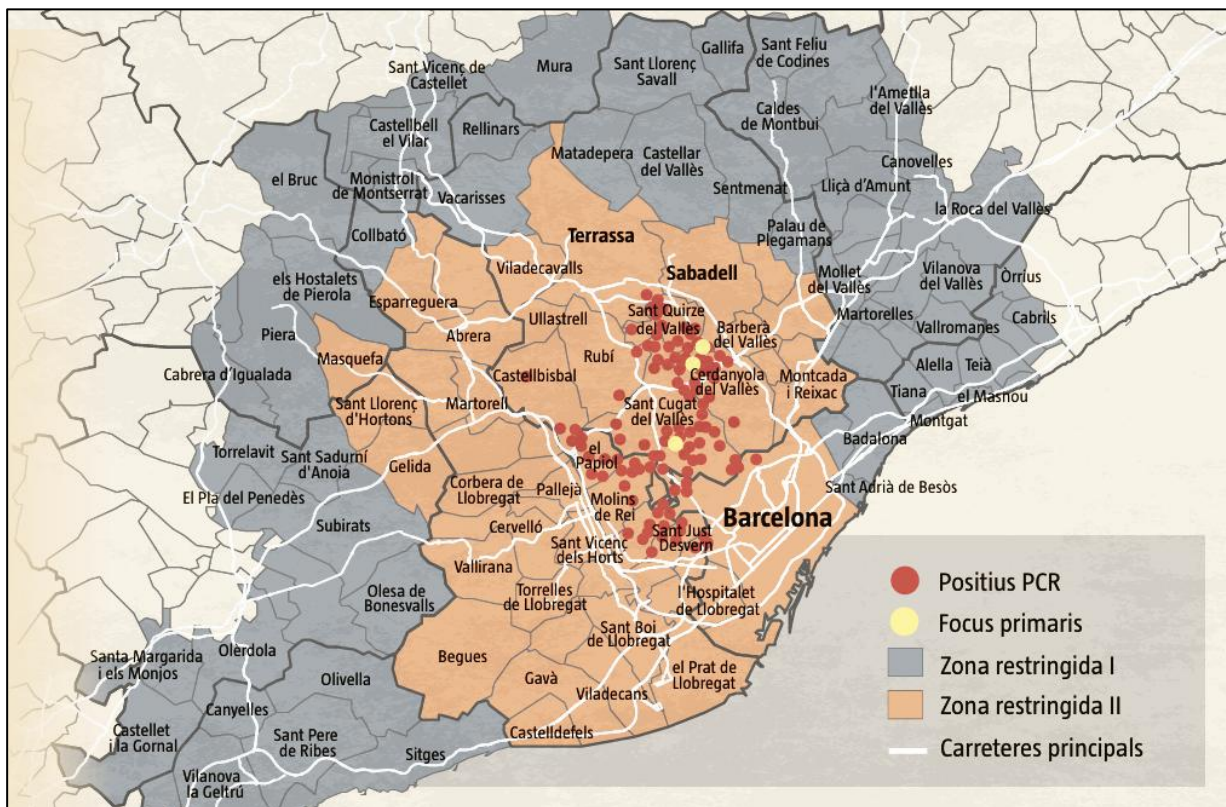 Gallifa
Sant Feliu
de Codines
Sant Vicenç de
Castellet
Mura
Sant Llorenç
Savall
l'Ametlla
del Vallès
Caldes
de Montbui
Castellbell
el Vilar
Rellinars
Matadepera
Castellar
del Vallès
Canovelles
el Bruc
Monistrol
de Montserrat
Vacarisses
Sentmenat
Lliçà d'Amunt
la Roca del Vallès
Collbató
Terrassa
Palau de
Plegamans
Viladecavalls
Sabadell
Mollet
del Vallès
Vilanova
del Vallès
Òrrius
els Hostalets
de Pierola
Esparreguera
Ullastrell
Sant Quirze
del Vallès
Barberà
del Vallès
Martorelles
Vallromanes
Cabrils
Piera
Abrera
Masquefa
Rubí
Cerdanyola
del Vallès
Montcada
i Reixac
Alella
Teià
Cabrera d'Igualada
Castellbisbal
Tiana
el Masnou
Sant Llorenç
d'Hortons
Martorell
Sant Cugat
del Vallès
Montgat
Badalona
Torrelavit
Sant Sadurní
d'Anoia
Gelida
el
Papiol
Sant Adrià de Besòs
El Pla del Penedès
Corbera de
Llobregat
Pallejà
Molins
de Rei
Barcelona
Subirats
Cervelló
Sant Just
Desvern
Sant Vicenç
dels Horts
Vallirana
Olesa de
Bonesvalls
Torrelles
de Llobregat
l'Hospitalet
de Llobregat
Sant Boi
de Llobregat
Olèrdola
Santa Margarida
i els Monjos
Begues
el Prat de
Llobregat
Olivella
Gavà
Viladecans
Canyelles
Castellet
i la Gornal
Sant Pere
de Ribes
Sitges
Castelldefels
Vilanova
la Geltrú
Positius PCR
Focus primaris
Zona restringida I
Zona restringida II
Carreteres principals